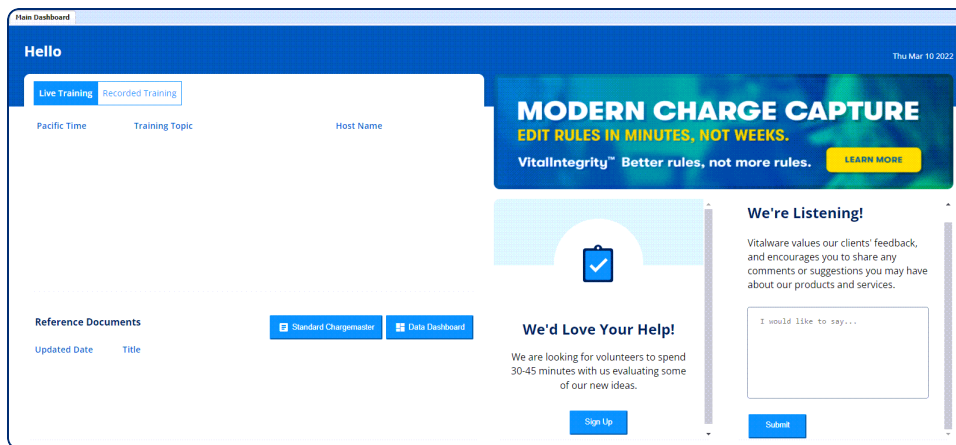 Main Dashboard
Hello
Thu Mar 10 2022
Live Training
Recorded Training
Pacific Time
Training Topic
Host Name
MODERN CHARGE CAPTURE
EDIT RULES IN MINUTES, NOT WEEKS.
VitalIntegrity™ Better rules, not more rules.
LEARN MORE
Reference Documents
Standard Chargemaster
Data Dashboard
Updated Date
Title
We'd Love Your Help!
We are looking for volunteers to spend
30-45 minutes with us evaluating some
of our new ideas.
Sign Up
We're Listening!
Vitalware values our clients' feedback,
and encourages you to share any
comments or suggestions you may have
about our products and services.
I would like to say...
Submit